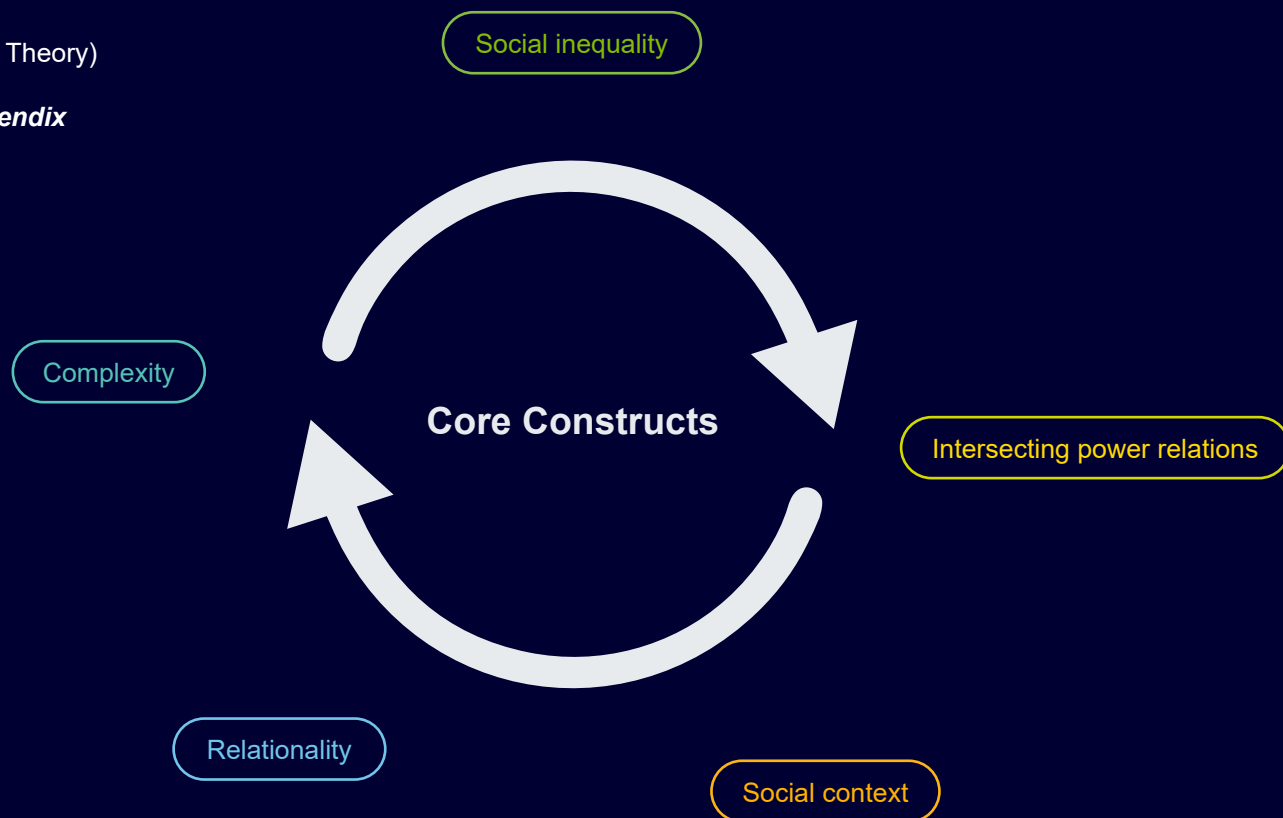 Theory)
Social inequality
endix
Complexity
Core Constructs
Intersecting power relations
Relationality
Social context